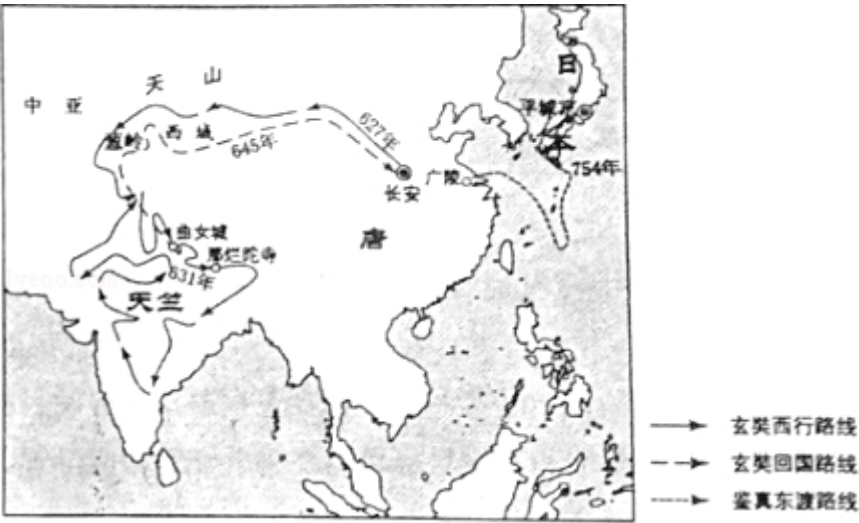 日
天山
中亚
平城京
627年
葱岭
西域
本
645年
754年
长安
广陵
曲女城
唐
那烂陀寺
631年
天竺
玄奘西行路线
玄奘回国路线
鉴真东渡路线